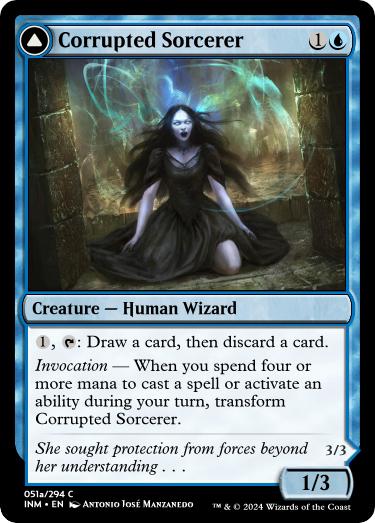 Corrupted Sorcerer 1
Creature — Human Wizard
1, : Draw a card, then discard a card.
Invocation — When you spend four or
more mana to cast a spell or activate an
ability during your turn, transform
Corrupted Sorcerer.
She sought protection from forces beyond
her understanding . . .
3/3
1/3
051a/294 C
INM • EN Antonio José Manzanedo
™ & © 2024 Wizards of the Coast